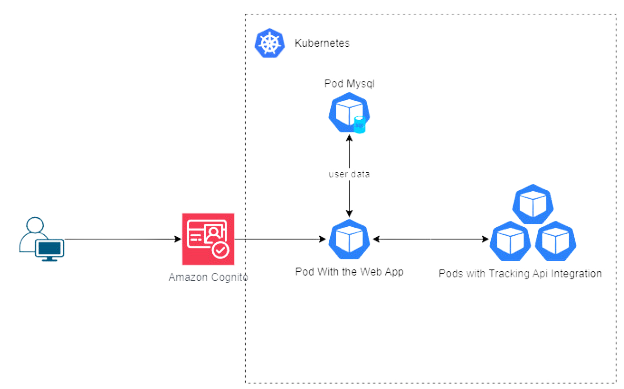 Kubernetes
Pod Mysql
user data
Amazon Cognito
Pod With the Web App
Pods with Tracking Api Integration